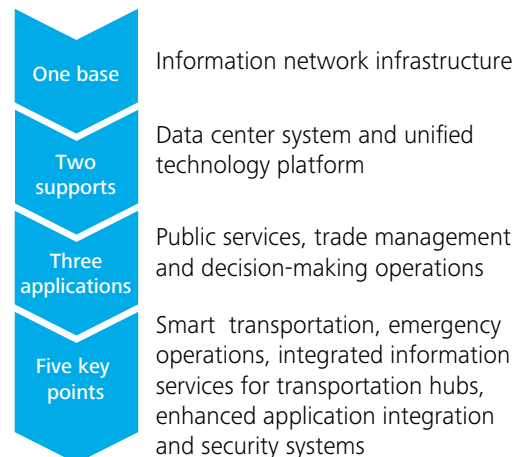 One base
Information network infrastructure
Two
supports
Data center system and unified
technology platform
Three
applications
Public services, trade management
and decision-making operations
Five key
points
Smart transportation, emergency
operations, integrated information
services for transportation hubs,
enhanced application integration
and security systems